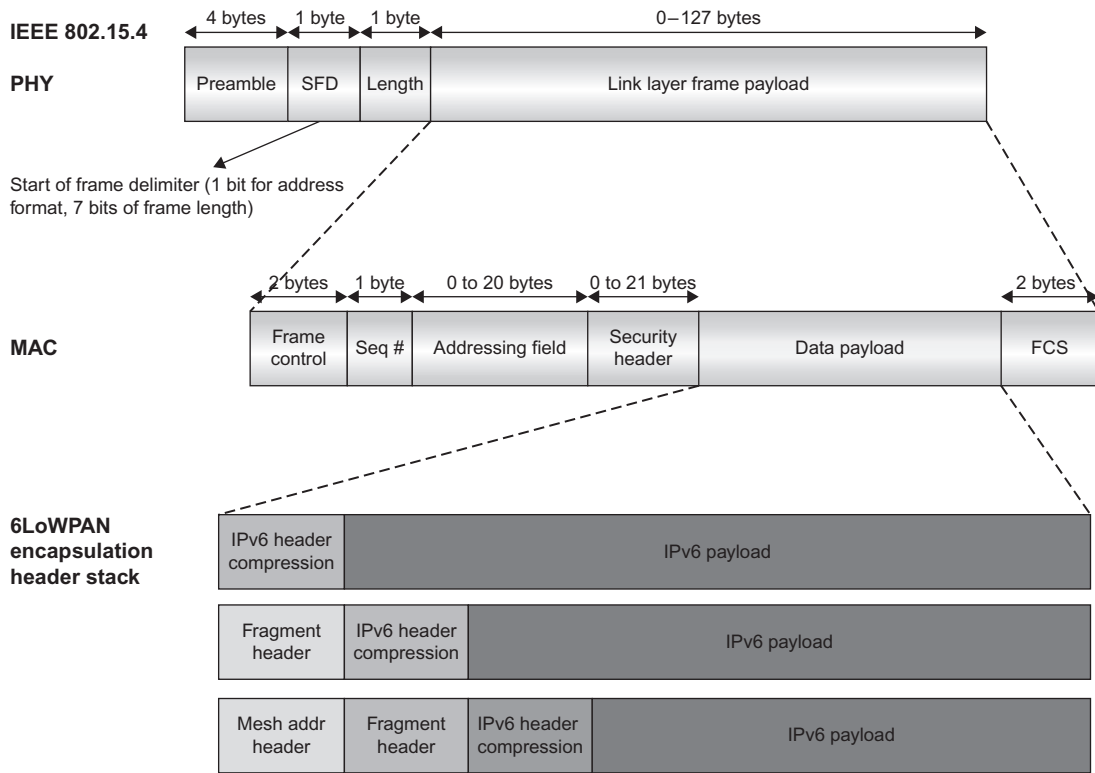 IEEE 802.15.4
PHY
4 bytes
1 byte
1 byte
0–127 bytes
Preamble
SFD
Length
Link layer frame payload
Start of frame delimiter (1 bit for address
format, 7 bits of frame length)
2 bytes
1 byte
0 to 20 bytes
0 to 21 bytes
2 bytes
MAC
Frame
control
Seq #
Addressing field
Security
header
Data payload
FCS
6LoWPAN
encapsulation
header stack
IPv6 header
compression
IPv6 payload
Fragment
header
IPv6 header
compression
IPv6 payload
Mesh addr
header
Fragment
header
IPv6 header
compression
IPv6 payload